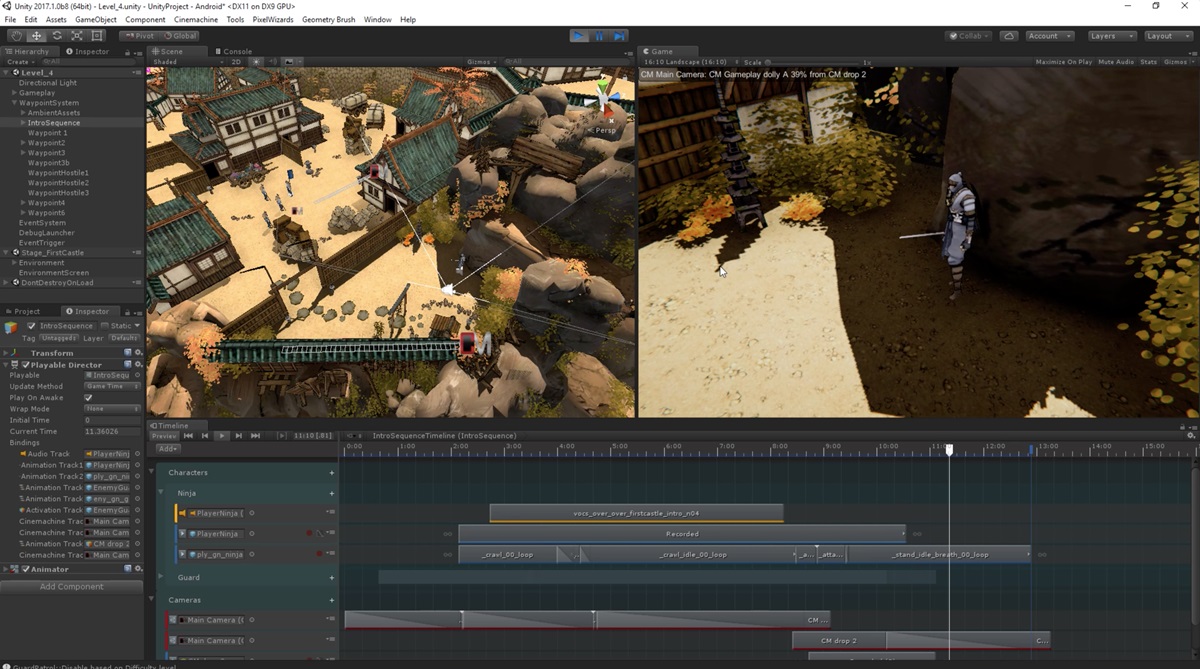 Unity 2017.1.0b8 (64bit) - Level_4.unity - UnityProject - Android* <DX11 on DX9 GPU>
File Edit Assets GameObject Component Cinemachine Tools PixelWizards Geometry Brush Window Help
Pivot Global Collab Account Layers Layout
Hierarchy Inspector Scene Console Game
Create All Shaded 2D Gizmos All 16:10 Landscape (16:10) Scale 1x Maximize On Play Mute Audio Stats Gizmos
Level_4 CM Main Camera: CM Gameplay dolly A 39% from CM drop 2
Directional Light
Gameplay
WaypointSystem
AmbientAssets
IntroSequence
Waypoint 1 Persp
Waypoint2
Waypoint3
Waypoint3b
WaypointHostile1
WaypointHostile2
WaypointHostile3
Waypoint4
Waypoint6
EventSystem
DebugLauncher
EventTrigger
Stage_FirstCastle
Environment
EnvironmentScreen
DontDestroyOnLoad
Project Inspector
IntroSequence Static
Tag Untagged Layer Default
Transform
Playable Director
Playable IntroSequ
Update Method Game Time
Play On Awake
Wrap Mode None
Initial Time 0
Current Time 11.36026
Bindings
Audio Track PlayerNinj
Animation Track1 PlayerNinj
Animation Track2 ply_gn_ni
Animation Track EnemyGua
Animation Track eny_gn_g
Activation Track EnemyGua
Cinemachine Trac Main Cam
Cinemachine Trac Main Cam
Cinemachine Trac CM drop 2
Cinemachine Trac Main Cam
Animator
Add Component
Timeline
Preview 11:10 [.81] IntroSequenceTimeline (IntroSequence)
Add 0:00 1:00 2:00 3:00 4:00 5:00 6:00 7:00 8:00 9:00 10:00 11:00 12:00 13:00 14:00 15:00
Characters
Ninja
PlayerNinja ( vocs_over_over_firstcastle_intro_n04
PlayerNinja Recorded
ply_gn_ninja _crawl_00_loop _crawl_idle_00_loop _a... _atta... _stand_idle_breath_00_loop
Guard
Cameras
Main Camera (C CM ...
Main Camera (C CM drop 2 C...
GuardPatrol::Disable based on Difficulty level